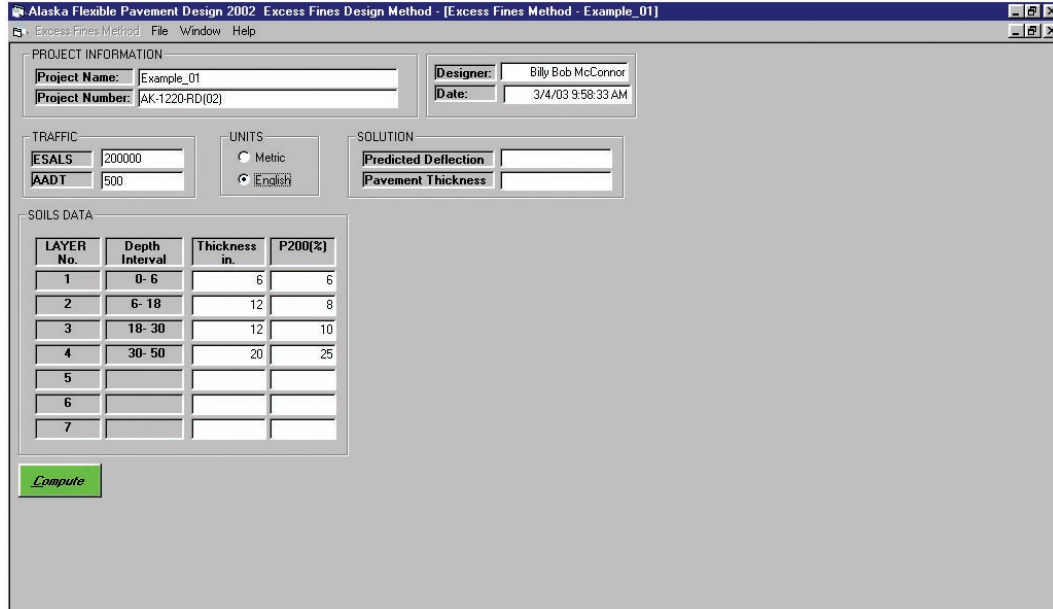 Alaska Flexible Pavement Design 2002 Excess Fines Design Method - [Excess Fines Method - Example_01]
Excess Fines Method File Window Help
PROJECT INFORMATION
Project Name: Example_01
Project Number: AK-1220-RD(02)
Designer: Billy Bob McConnor
Date: 3/4/03 9:58:33 AM
TRAFFIC
ESALS 200000
AADT 500
UNITS
Metric
English
SOLUTION
Predicted Deflection
Pavement Thickness
SOILS DATA
LAYER No. Depth Interval Thickness in. P200(%)
1 0- 6 6 6
2 6- 18 12 8
3 18- 30 12 10
4 30- 50 20 25
5
6
7
Compute